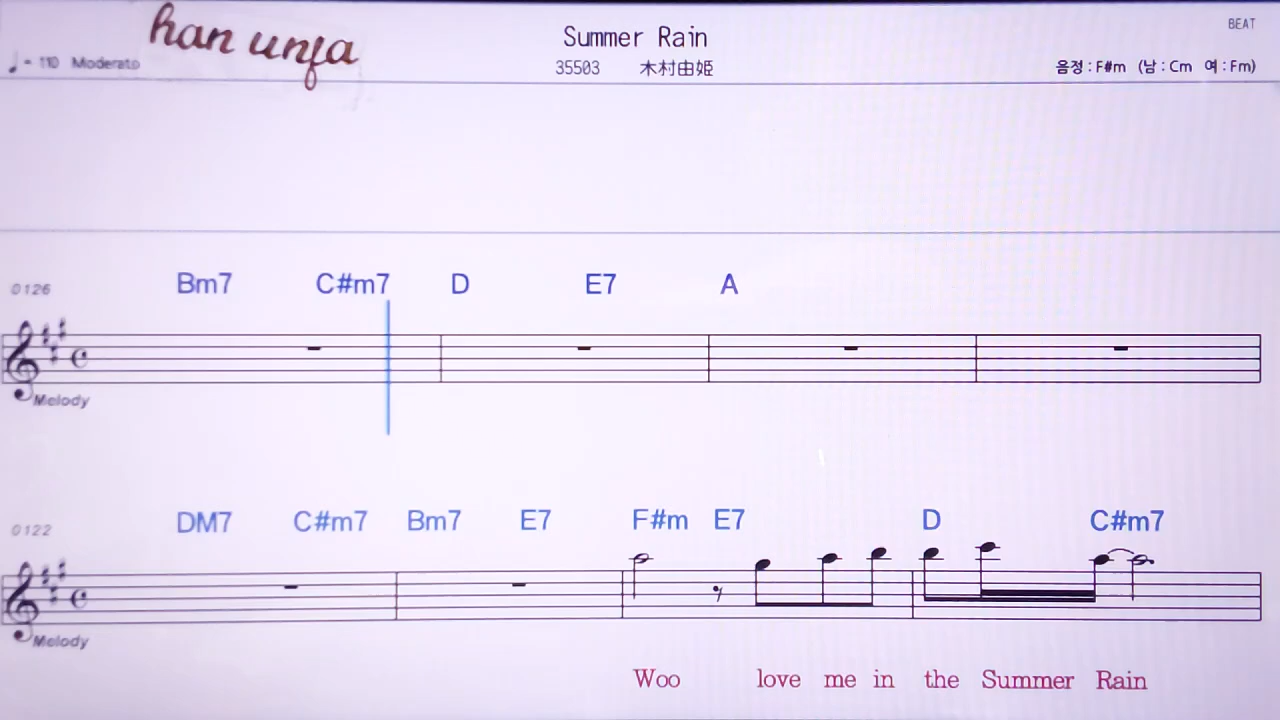 han unja
Summer Rain
BEAT
♩= 110 Moderato
35503 木村由姫
음정 : F#m (남 : Cm 여 : Fm)
0126 Bm7 C#m7 D E7 A
Melody
0122 DM7 C#m7 Bm7 E7 F#m E7 D C#m7
Melody
Woo love me in the Summer Rain